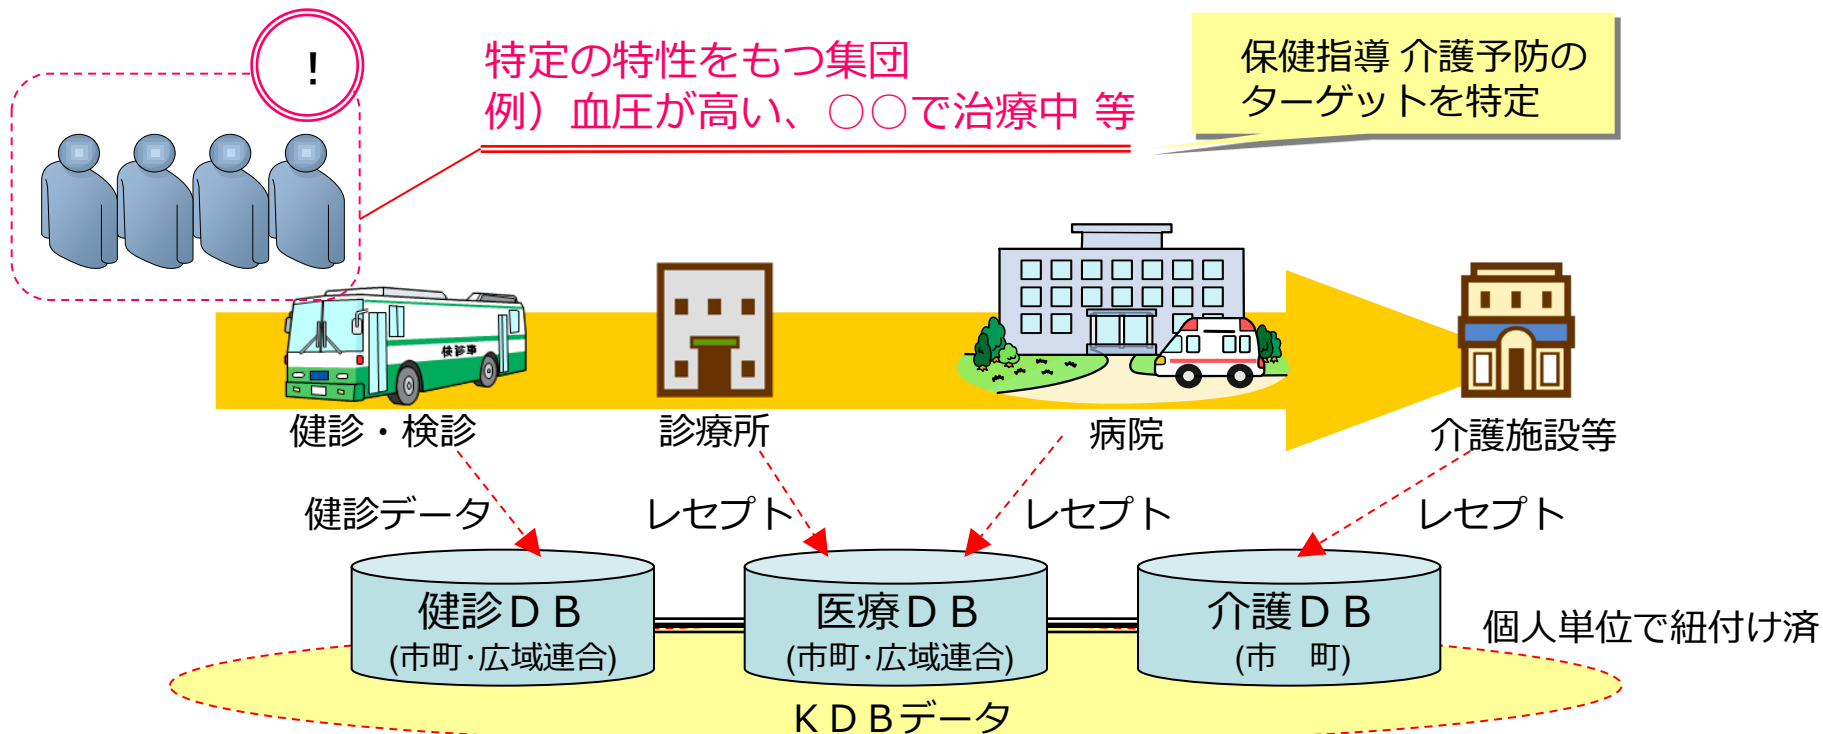 ！
特定の特性をもつ集団
例）血圧が高い、○○で治療中 等
保健指導 介護予防の
ターゲットを特定
検診車
健診・検診
診療所
病院
介護施設等
健診データ
レセプト
レセプト
レセプト
健診ＤＢ
(市町･広域連合)
医療ＤＢ
(市町･広域連合)
介護ＤＢ
(市　町)
個人単位で紐付け済
ＫＤＢデータ